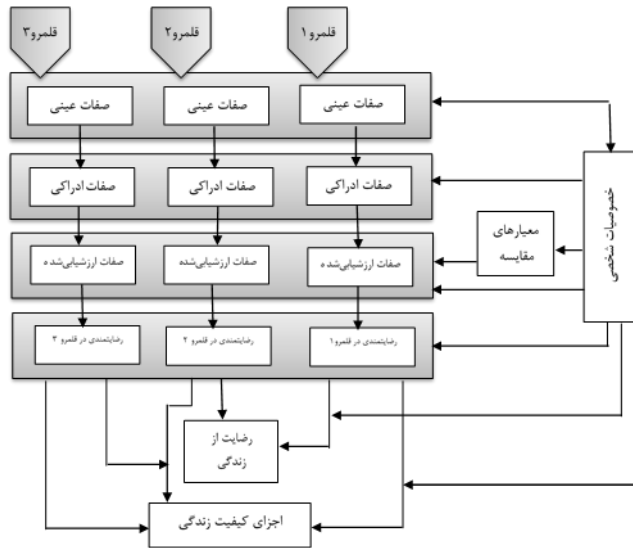 قلمرو۱ قلمرو۲ قلمرو۳
صفات عینی صفات عینی صفات عینی
صفات ادراکی صفات ادراکی صفات ادراکی
خصوصیات شخصی
معیارهای
مقایسه
صفات ارزشیابی‌شده صفات ارزشیابی‌شده صفات ارزشیابی‌شده
رضایتمندی در قلمرو۱ رضایتمندی در قلمرو ۲ رضایتمندی در قلمرو ۳
رضایت از
زندگی
اجزای کیفیت زندگی